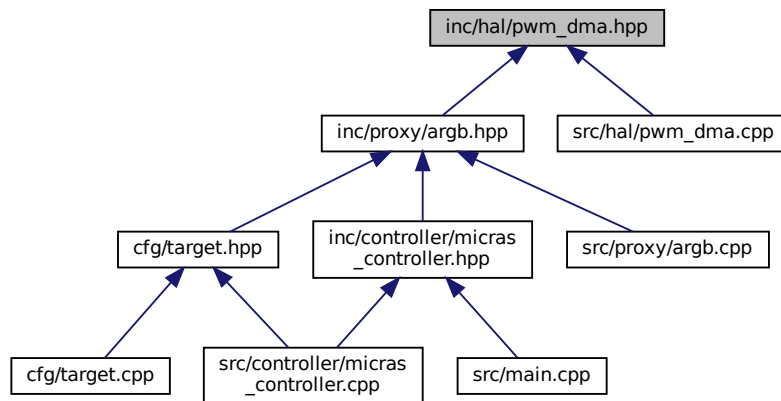 inc/hal/pwm_dma.hpp
inc/proxy/argb.hpp
src/hal/pwm_dma.cpp
cfg/target.hpp
inc/controller/micras
_controller.hpp
src/proxy/argb.cpp
cfg/target.cpp
src/controller/micras
_controller.cpp
src/main.cpp